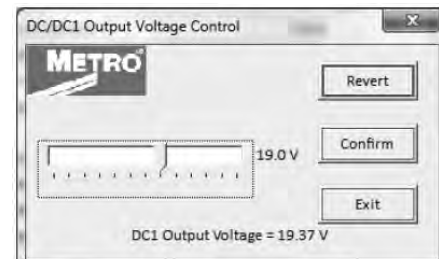 DC/DC1 Output Voltage Control
METRO
Revert
19.0 V
Confirm
Exit
DC1 Output Voltage = 19.37 V